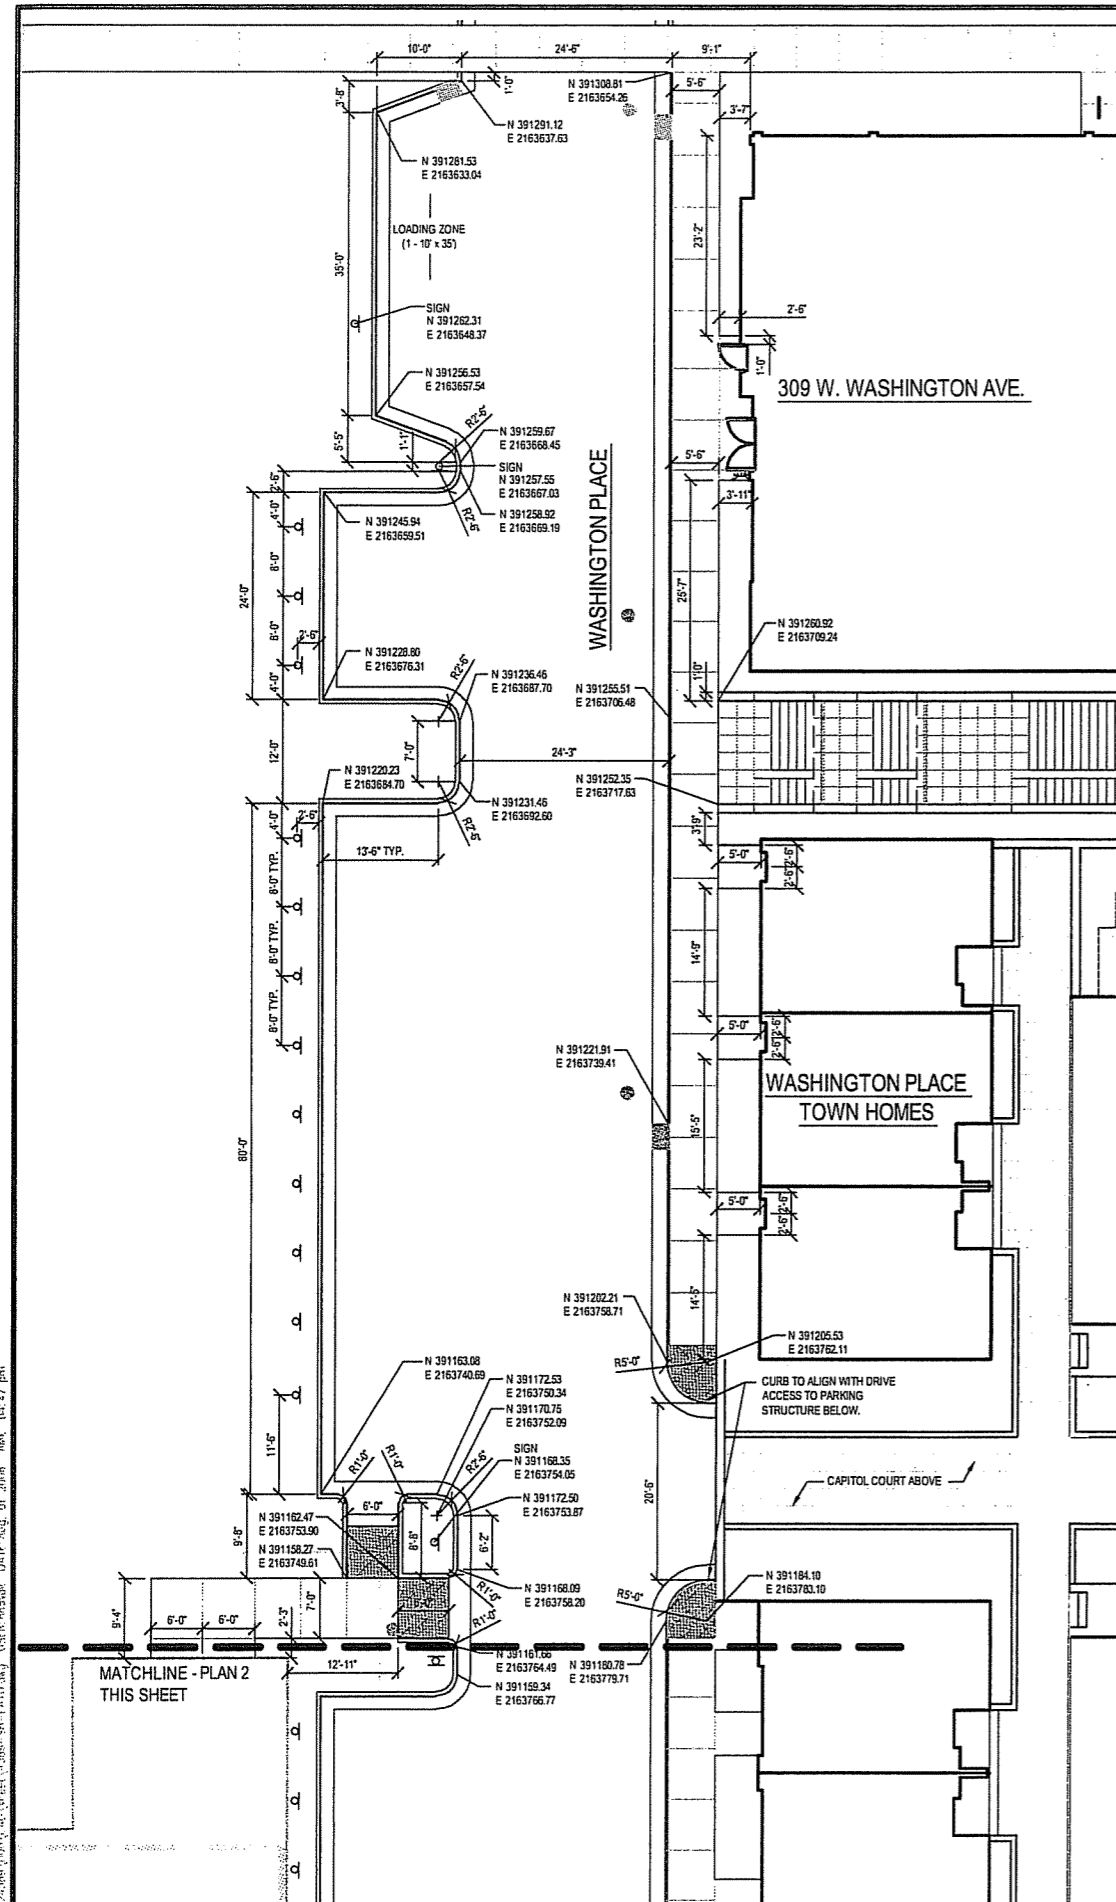 10'-0"
24'-6"
9'-1"
3'-8"
1'-0"
N 391308.81
E 2163654.26
5'-6"
3'-7"
N 391291.12
E 2163637.63
N 391281.53
E 2163633.04
LOADING ZONE
(1 - 10' x 35')
35'-0"
23'-2"
SIGN
N 391262.31
E 2163648.37
2'-6"
1'-0"
309 W. WASHINGTON AVE.
N 391256.53
E 2163657.54
R2'-6"
5'-5"
1'-1"
N 391259.67
E 2163668.45
SIGN
N 391257.55
E 2163667.03
N 391258.92
E 2163669.19
R2'-6"
WASHINGTON PLACE
5'-6"
3'-11"
2'-6"
4'-0"
N 391245.94
E 2163659.51
8'-0"
24'-0"
8'-0"
2'-6"
4'-0"
25'-7"
1'-0"
N 391260.92
E 2163709.24
N 391228.80
E 2163676.31
R2'-6"
N 391236.46
E 2163687.70
N 391255.51
E 2163706.48
12'-0"
7'-0"
24'-3"
N 391220.23
E 2163684.70
N 391252.35
E 2163717.63
N 391231.46
E 2163692.60
R2'-6"
4'-0"
2'-6"
13'-6" TYP.
3'-9"
5'-0"
2'-6"
2'-6"
8'-0" TYP.
8'-0" TYP.
8'-0" TYP.
14'-9"
5'-0"
2'-6"
2'-6"
N 391221.91
E 2163739.41
WASHINGTON PLACE
TOWN HOMES
15'-5"
80'-0"
5'-0"
2'-6"
2'-6"
14'-5"
N 391202.21
E 2163758.71
N 391205.53
E 2163762.11
R5'-0"
CURB TO ALIGN WITH DRIVE
ACCESS TO PARKING
STRUCTURE BELOW.
N 391163.08
E 2163740.69
N 391172.53
E 2163750.34
N 391170.75
E 2163752.09
11'-6"
R1'-0"
R1'-0"
R2'-6"
SIGN
N 391168.35
E 2163754.05
20'-6"
CAPITOL COURT ABOVE
6'-0"
N 391172.50
E 2163753.87
N 391162.47
E 2163753.90
9'-8"
8'-8"
6'-2"
N 391158.27
E 2163749.61
R1'-0"
N 391168.09
E 2163758.20
R5'-0"
N 391184.10
E 2163783.10
9'-4"
6'-0"
6'-0"
2'-3"
7'-0"
R1'-0"
MATCHLINE - PLAN 2
THIS SHEET
12'-11"
N 391161.66
E 2163764.49
N 391180.78
E 2163779.71
N 391159.34
E 2163766.77